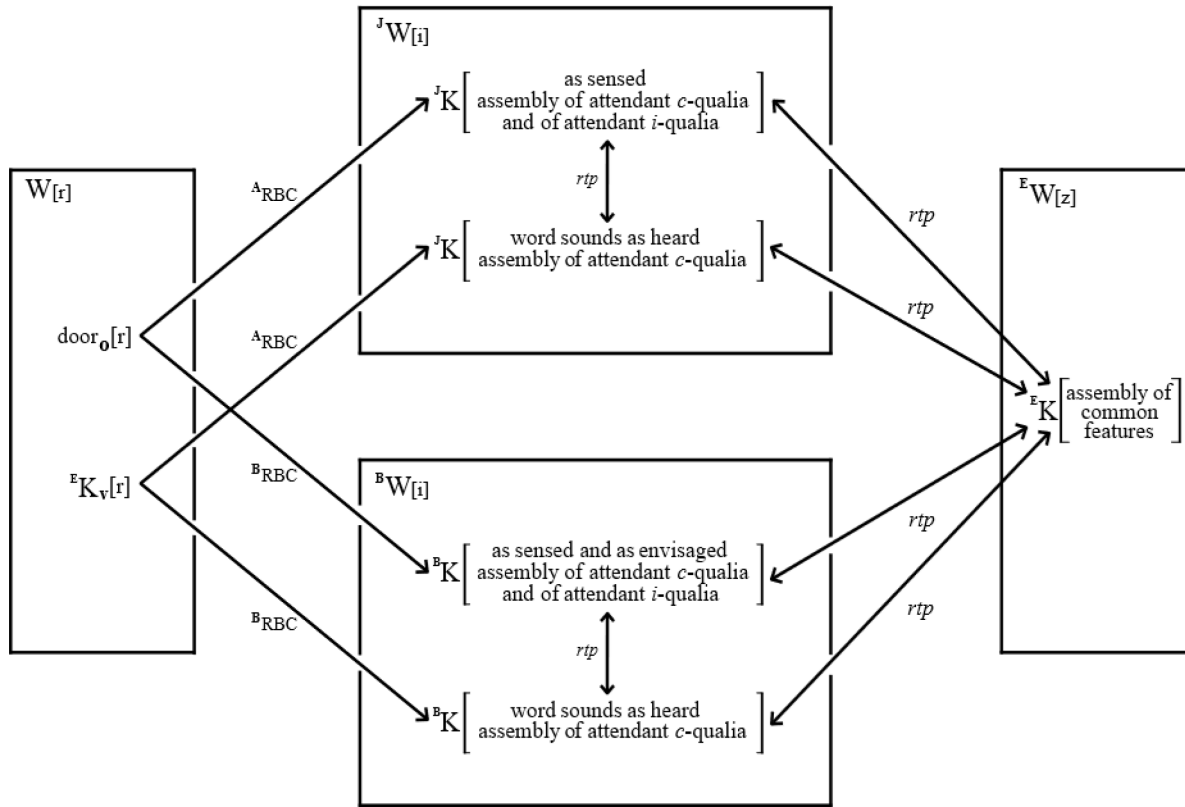 W[r]
door₀[r]
ᴱKᵥ[r]
ᴬRBC
ᴬRBC
ᴮRBC
ᴮRBC
ᴶW[i]
ᴶK[
as sensed
assembly of attendant c-qualia
and of attendant i-qualia
]
rtp
ᴶK[
word sounds as heard
assembly of attendant c-qualia
]
ᴮW[i]
ᴮK[
as sensed and as envisaged
assembly of attendant c-qualia
and of attendant i-qualia
]
rtp
ᴮK[
word sounds as heard
assembly of attendant c-qualia
]
rtp
rtp
rtp
rtp
ᴱW[z]
ᴱK[
assembly of
common
features
]